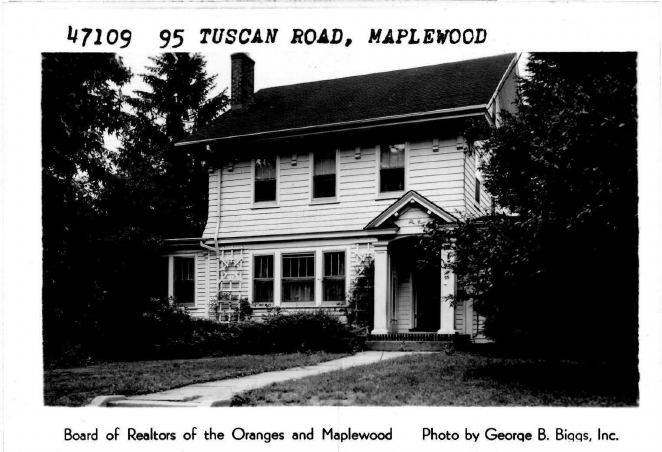 47109 95 TUSCAN ROAD, MAPLEWOOD
Board of Realtors of the Oranges and Maplewood Photo by George B. Biggs, Inc.